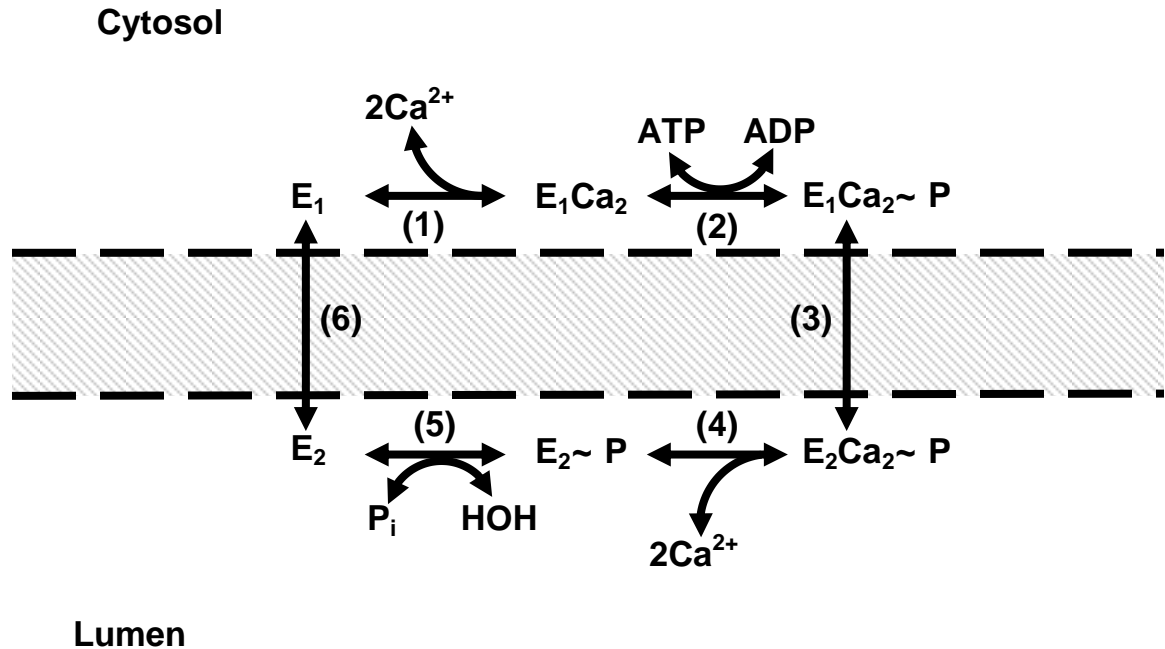 Cytosol
2Ca²⁺
ATP ADP
E₁ E₁Ca₂ E₁Ca₂~ P
(1) (2)
(6) (3)
(5) (4)
E₂ E₂~ P E₂Ca₂~ P
Pᵢ HOH
2Ca²⁺
Lumen